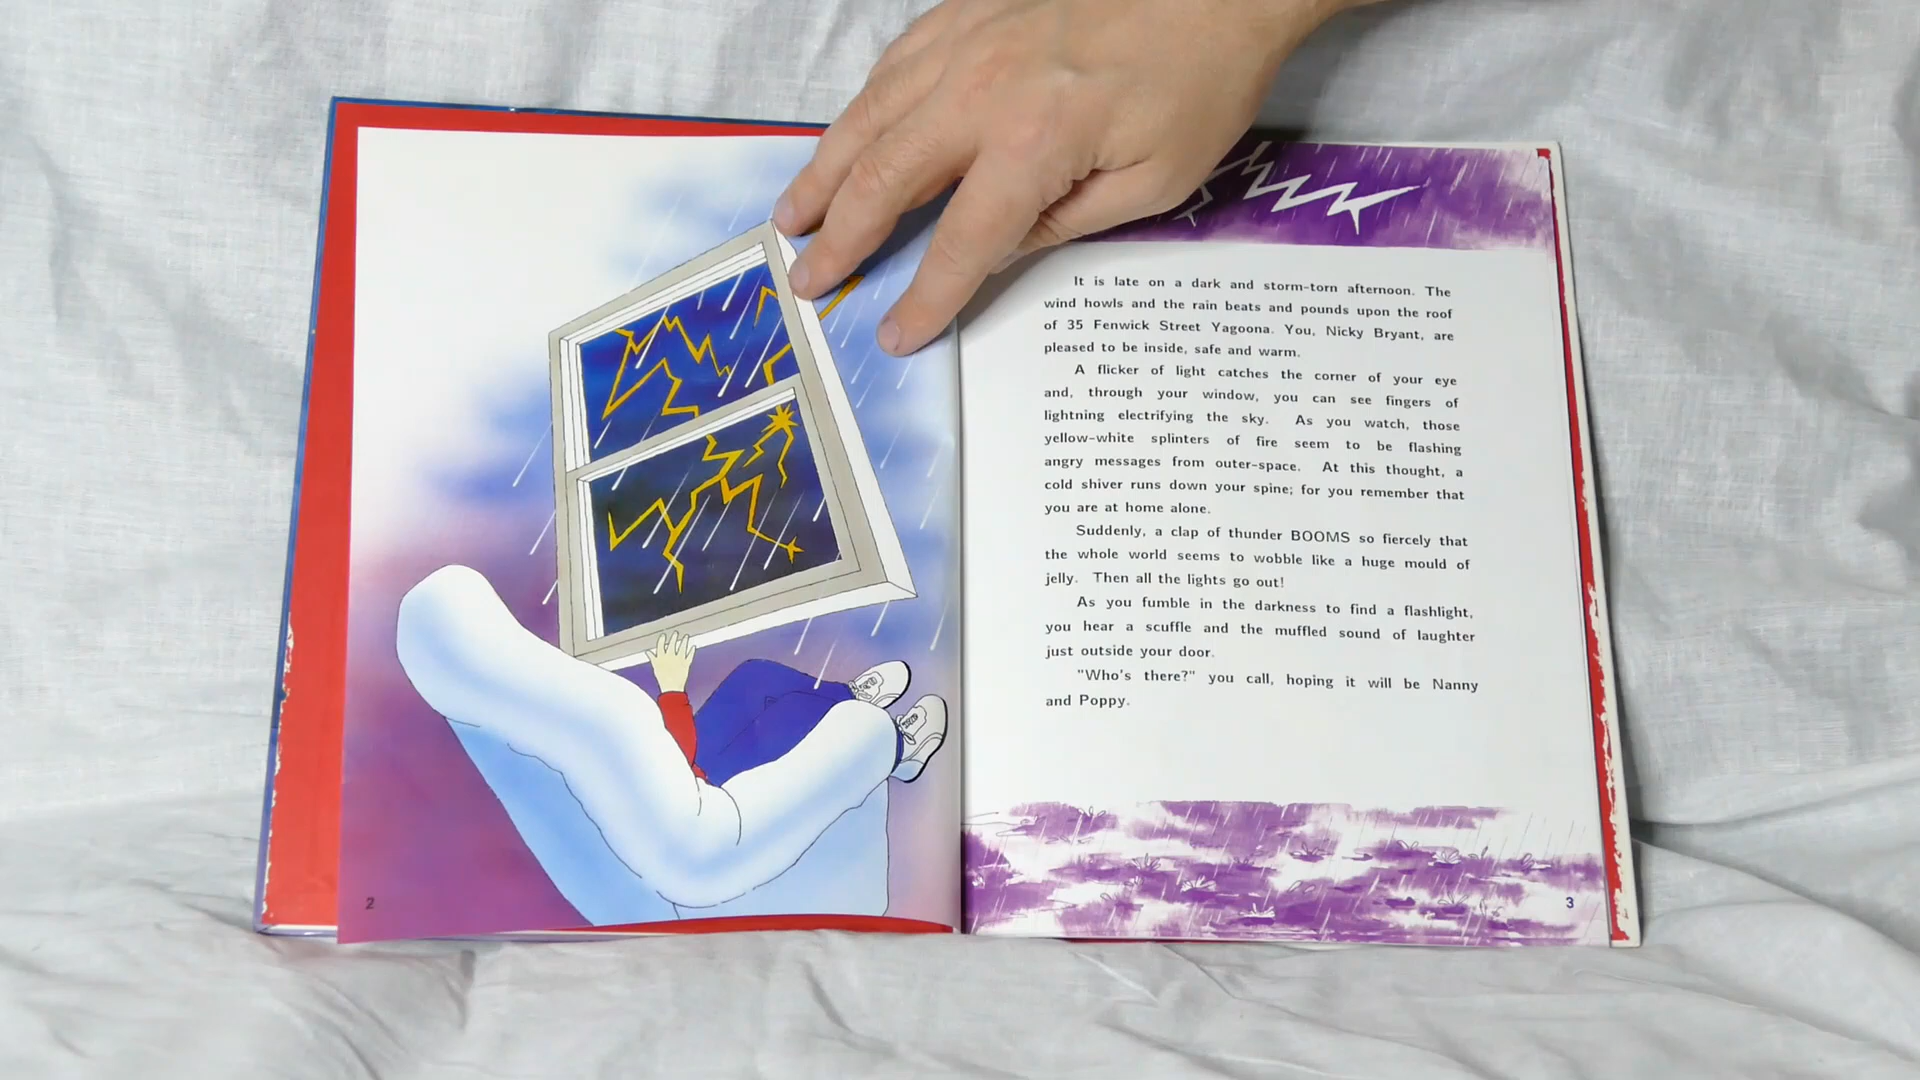 It is late on a dark and storm-torn afternoon. The
wind howls and the rain beats and pounds upon the roof
of 35 Fenwick Street Yagoona. You, Nicky Bryant, are
pleased to be inside, safe and warm.
A flicker of light catches the corner of your eye
and, through your window, you can see fingers of
lightning electrifying the sky. As you watch, those
yellow-white splinters of fire seem to be flashing
angry messages from outer-space. At this thought, a
cold shiver runs down your spine; for you remember that
you are at home alone.
Suddenly, a clap of thunder BOOMS so fiercely that
the whole world seems to wobble like a huge mould of
jelly. Then all the lights go out!
As you fumble in the darkness to find a flashlight,
you hear a scuffle and the muffled sound of laughter
just outside your door.
"Who's there?" you call, hoping it will be Nanny
and Poppy.
2
3